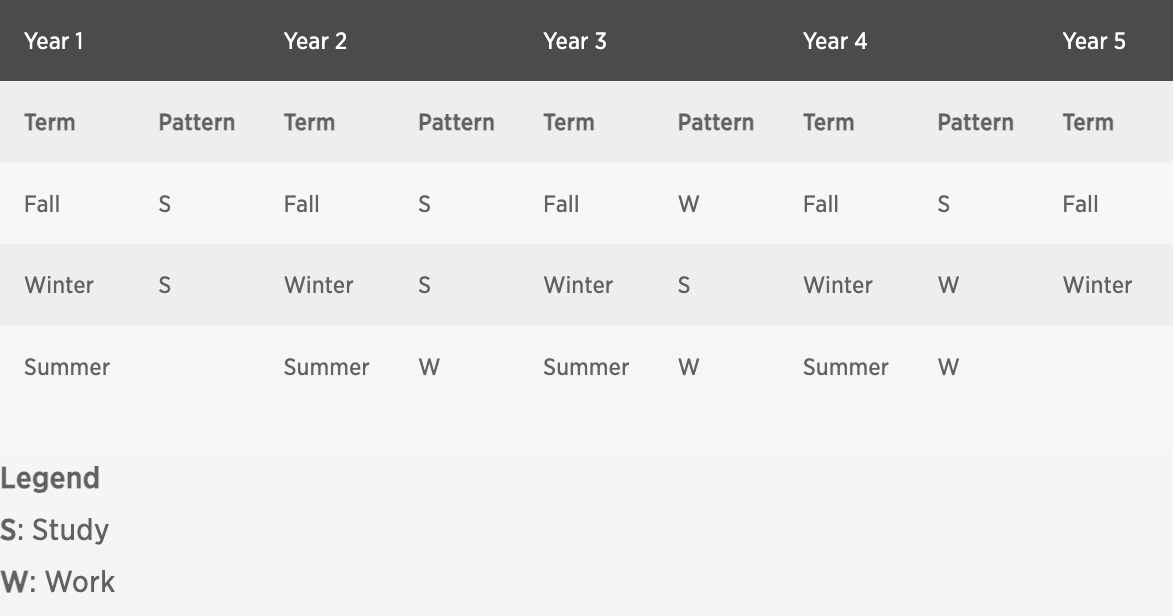 Year 1 Year 2 Year 3 Year 4 Year 5
Term Pattern Term Pattern Term Pattern Term Pattern Term
Fall S Fall S Fall W Fall S Fall
Winter S Winter S Winter S Winter W Winter
Summer Summer W Summer W Summer W
Legend
S: Study
W: Work